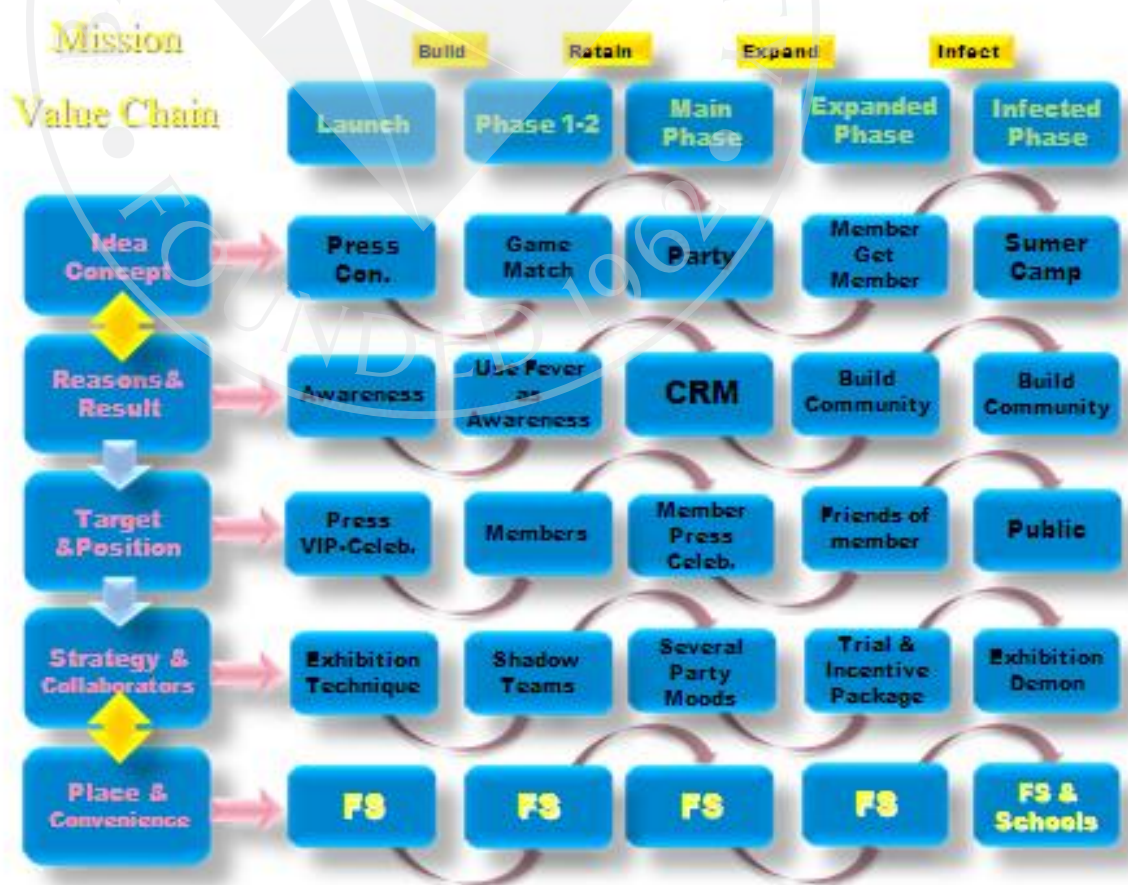 Mission
Value Chain
Build
Retain
Expand
Infect
Launch
Phase 1-2
Main
Phase
Expanded
Phase
Infected
Phase
Idea
Concept
Press
Con.
Game
Match
Party
Member
Get
Member
Sumer
Camp
Reasons&
Result
Awareness
Use Fever
as
Awareness
CRM
Build
Community
Build
Community
Target
&Position
Press
VIP-Celeb.
Members
Member
Press
Celeb.
Friends of
member
Public
Strategy &
Collaborators
Exhibition
Technique
Shadow
Teams
Several
Party
Moods
Trial &
Incentive
Package
Exhibition
Demon
Place &
Convenience
FS
FS
FS
FS
FS &
Schools
FOUNDED 1962